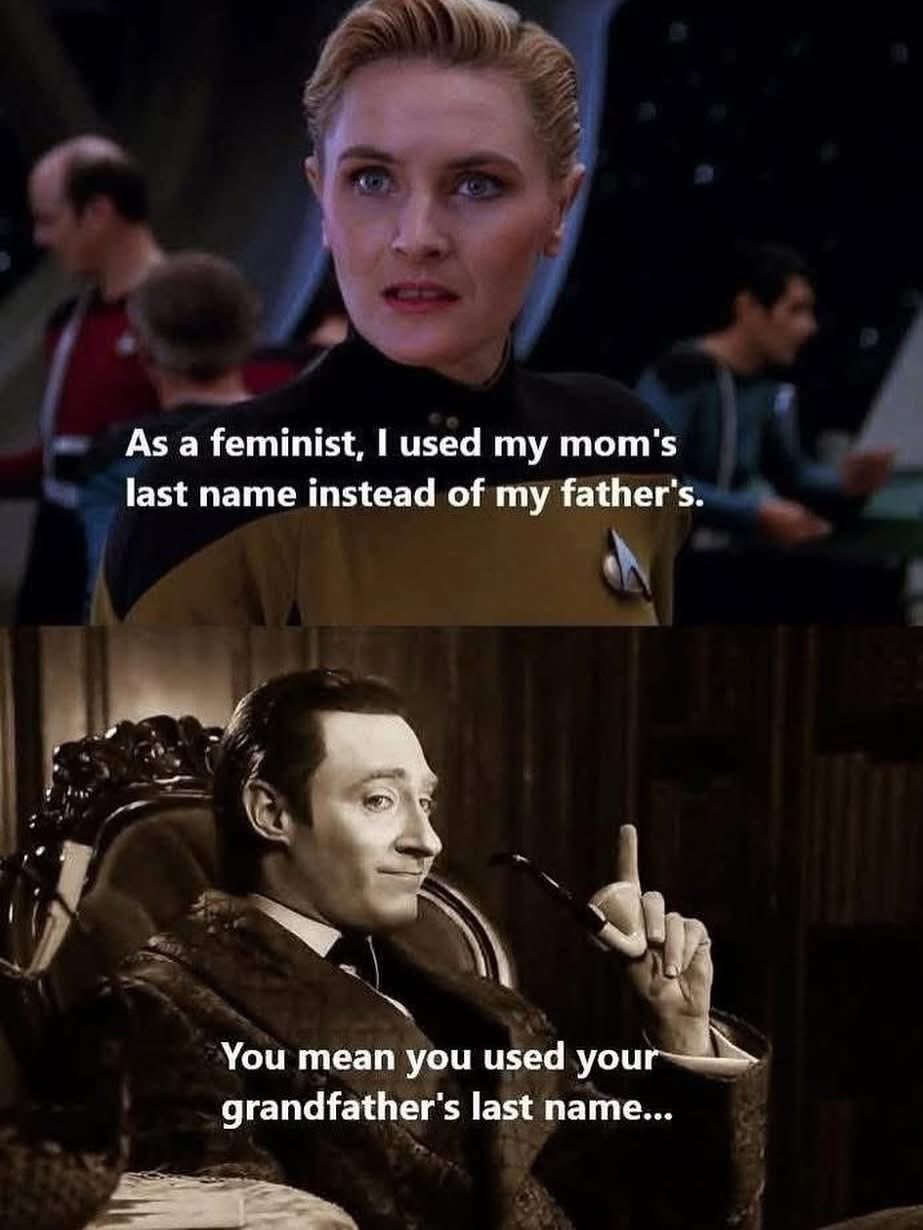 As a feminist, I used my mom's
last name instead of my father's.
You mean you used your
grandfather's last name...